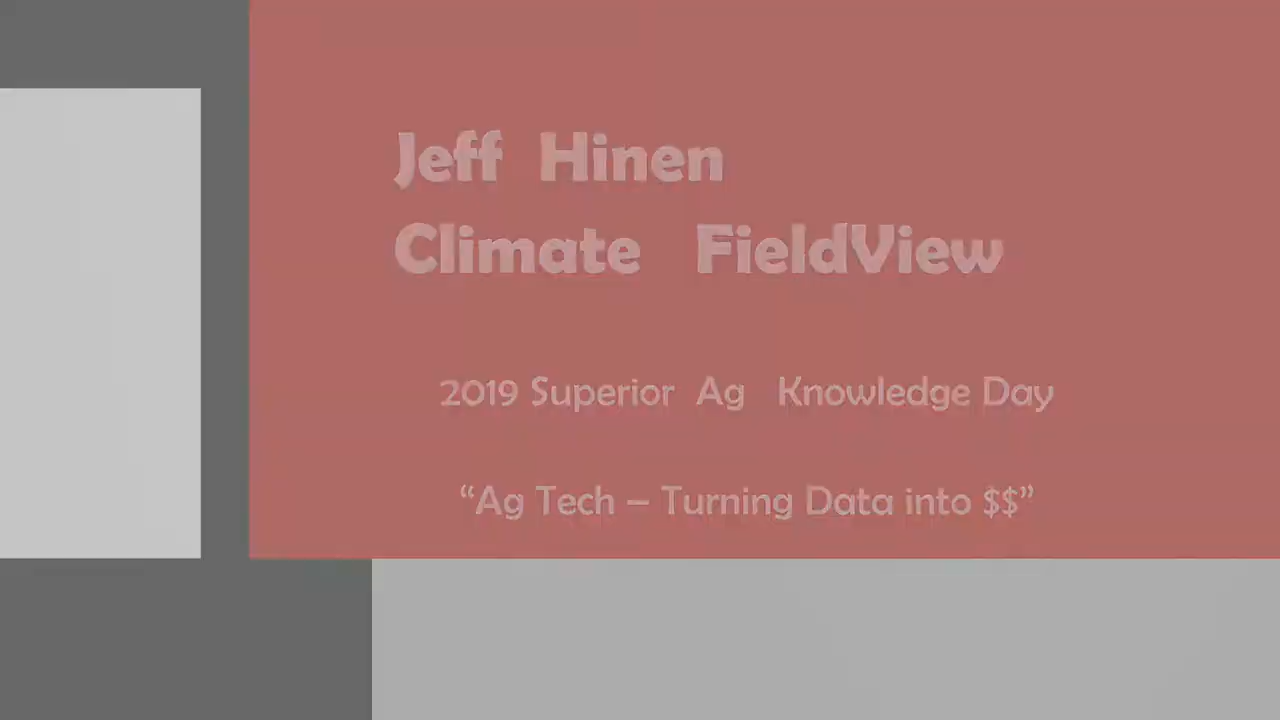 Jeff Hinen
Climate FieldView
2019 Superior Ag Knowledge Day
“Ag Tech – Turning Data into $$”